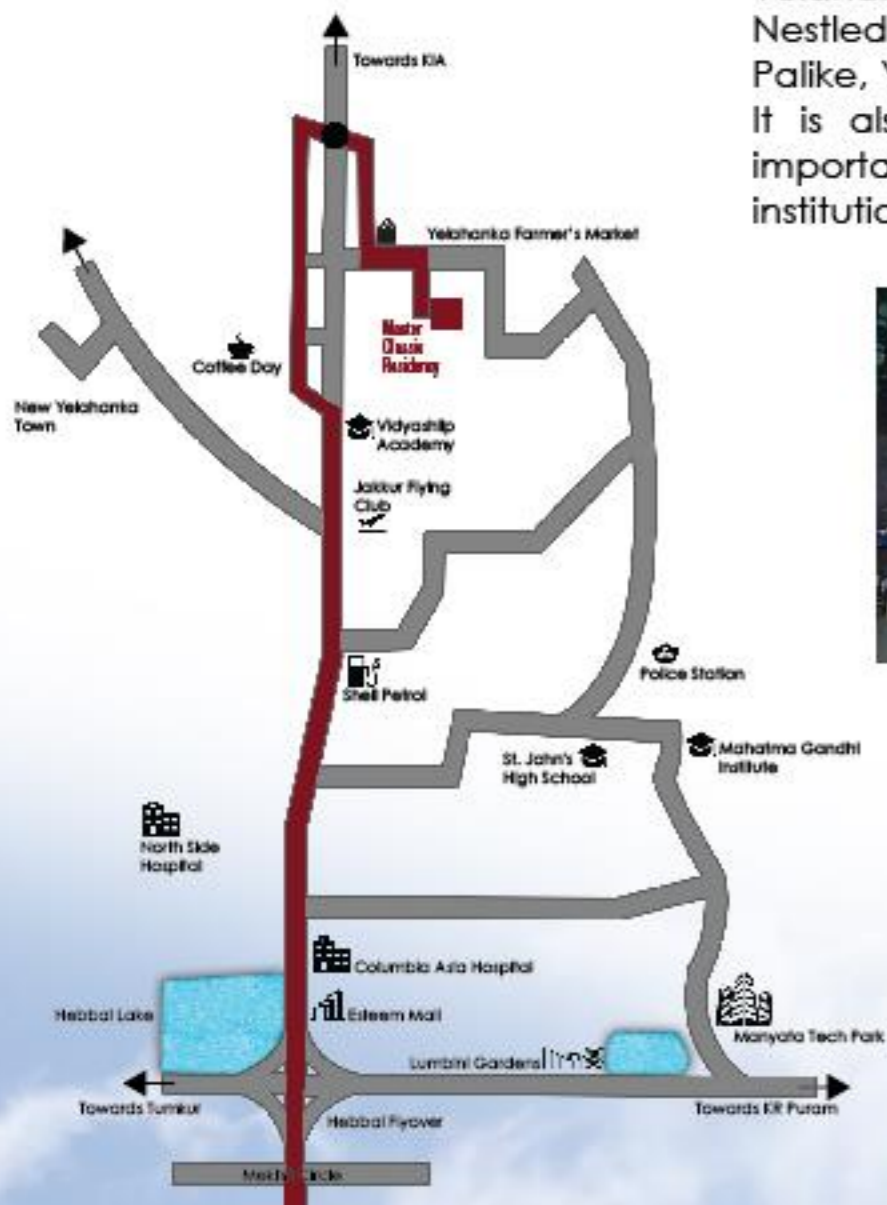 Nestled
Palike,
It is
importa
institutio
Towards KIA
Yelahanka Farmer's Market
Master
Classic
Residency
Coffee Day
New Yelahanka
Town
Vidyashilp
Academy
Jakkur Flying
Club
Shell Petrol
Police Station
St. John's
High School
Mahatma Gandhi
Institute
North Side
Hospital
Columbia Asia Hospital
Hebbal Lake
Esteem Mall
Manyata Tech Park
Lumbini Gardens
Towards Tumkur
Towards KR Puram
Hebbal Flyover